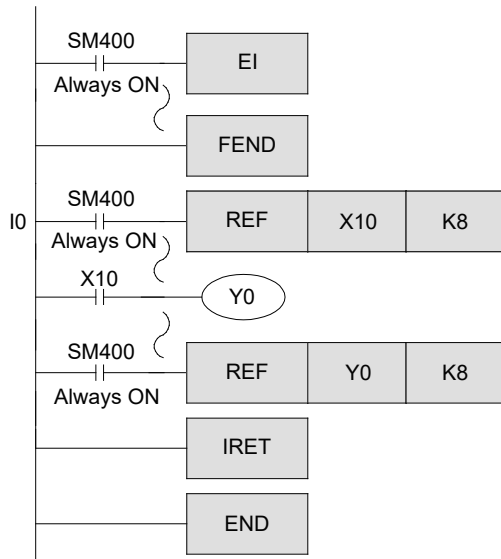 SM400
EI
Always ON
FEND
SM400
I0
REF X10 K8
Always ON
X10
Y0
SM400
REF Y0 K8
Always ON
IRET
END